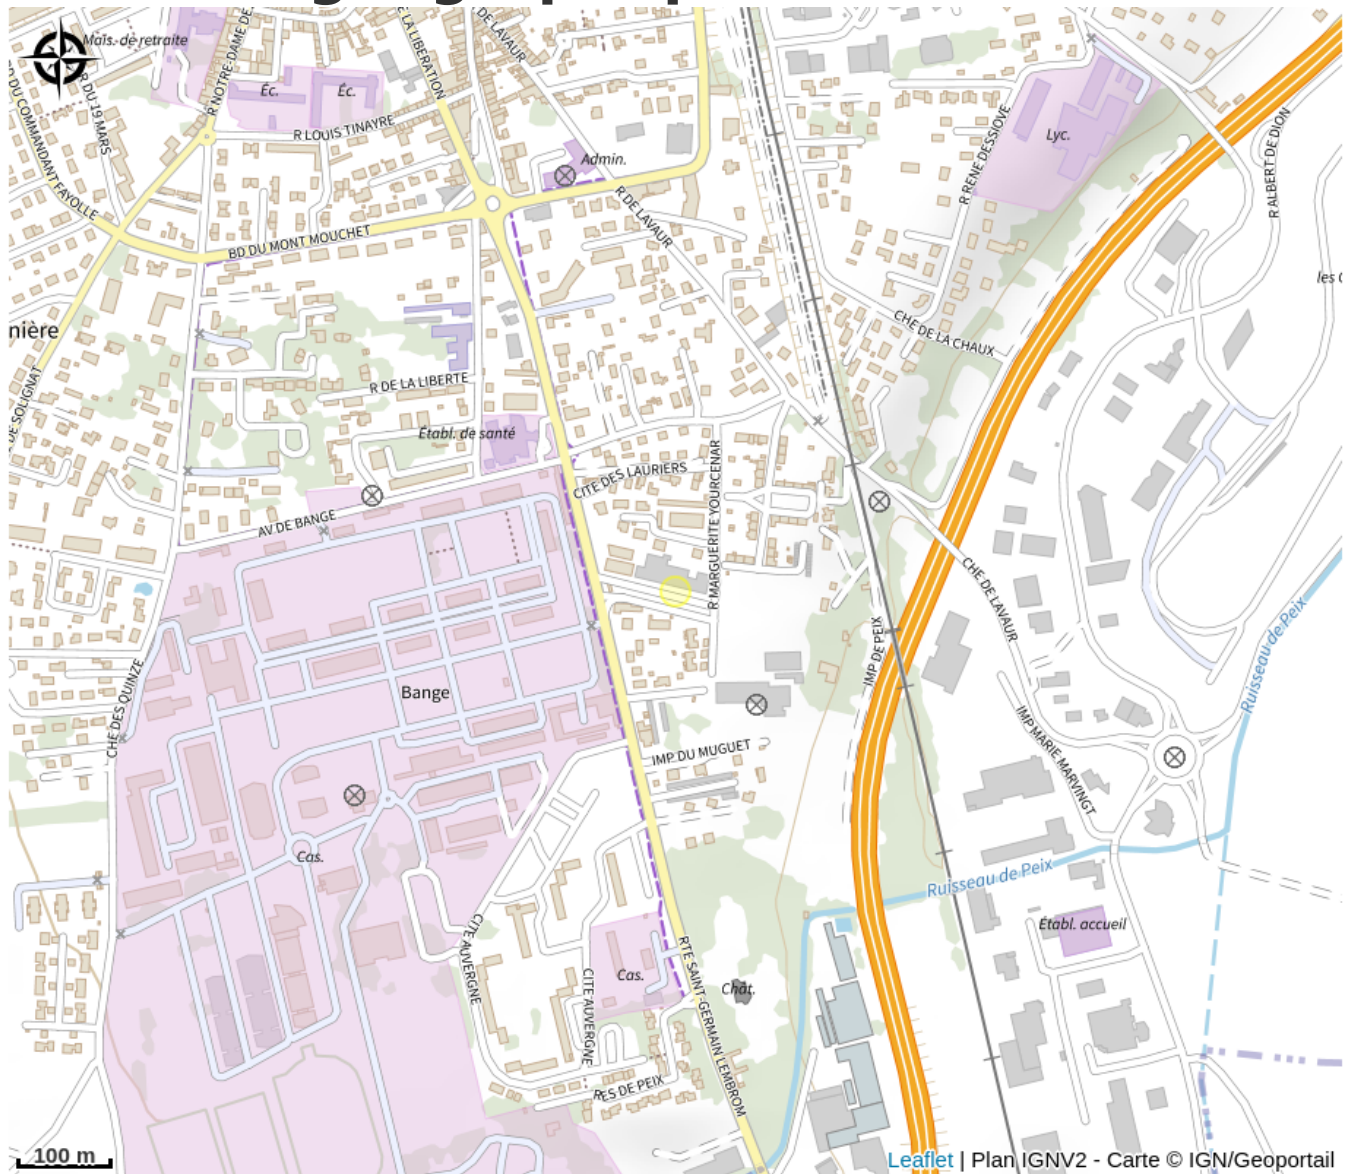 Mais. de retraite
R NOTRE-DAME DE
LA LIBERATION
DE LAVAUR
DU COMMANDANT FAYOLLE
R DU 19 MARS
Éc.
Éc.
R LOUIS TINAYRE
Admin.
Lyc.
R RENE DESSIOVE
R ALBERT DE DION
R DE LAVAUR
BD DU MONT MOUCHET
les
nière
CHE DE LA CHAUX
DE SOLIGNAT
R DE LA LIBERTE
Établ. de santé
CITE DES LAURIERS
R MARGUERITE YOURCENAR
AV DE BANGE
CHE DE LAVAUR
IMP DE PEIX
Ruisseau de Peix
CHE DES QUINZE
Bange
IMP DU MUGUET
IMP MARIE MARVINGT
Cas.
Ruisseau de Peix
Établ. accueil
CITE AUVERGNE
CITE AUVERGNE
Cas.
Chât.
RTE SAINT-GERMAIN LEMBROM
RES DE PEIX
100 m
Leaflet | Plan IGNV2 - Carte © IGN/Geoportail